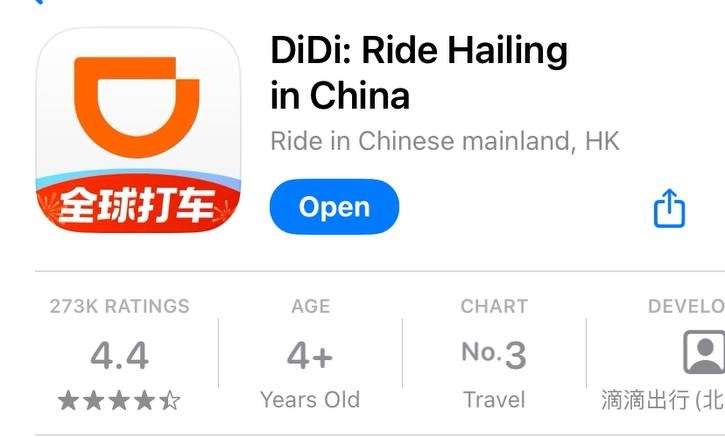 DiDi: Ride Hailing
in China
Ride in Chinese mainland, HK
全球打车
Open
273K RATINGS
4.4
AGE
4+
Years Old
CHART
No.3
Travel
DEVELO
滴滴出行 (北